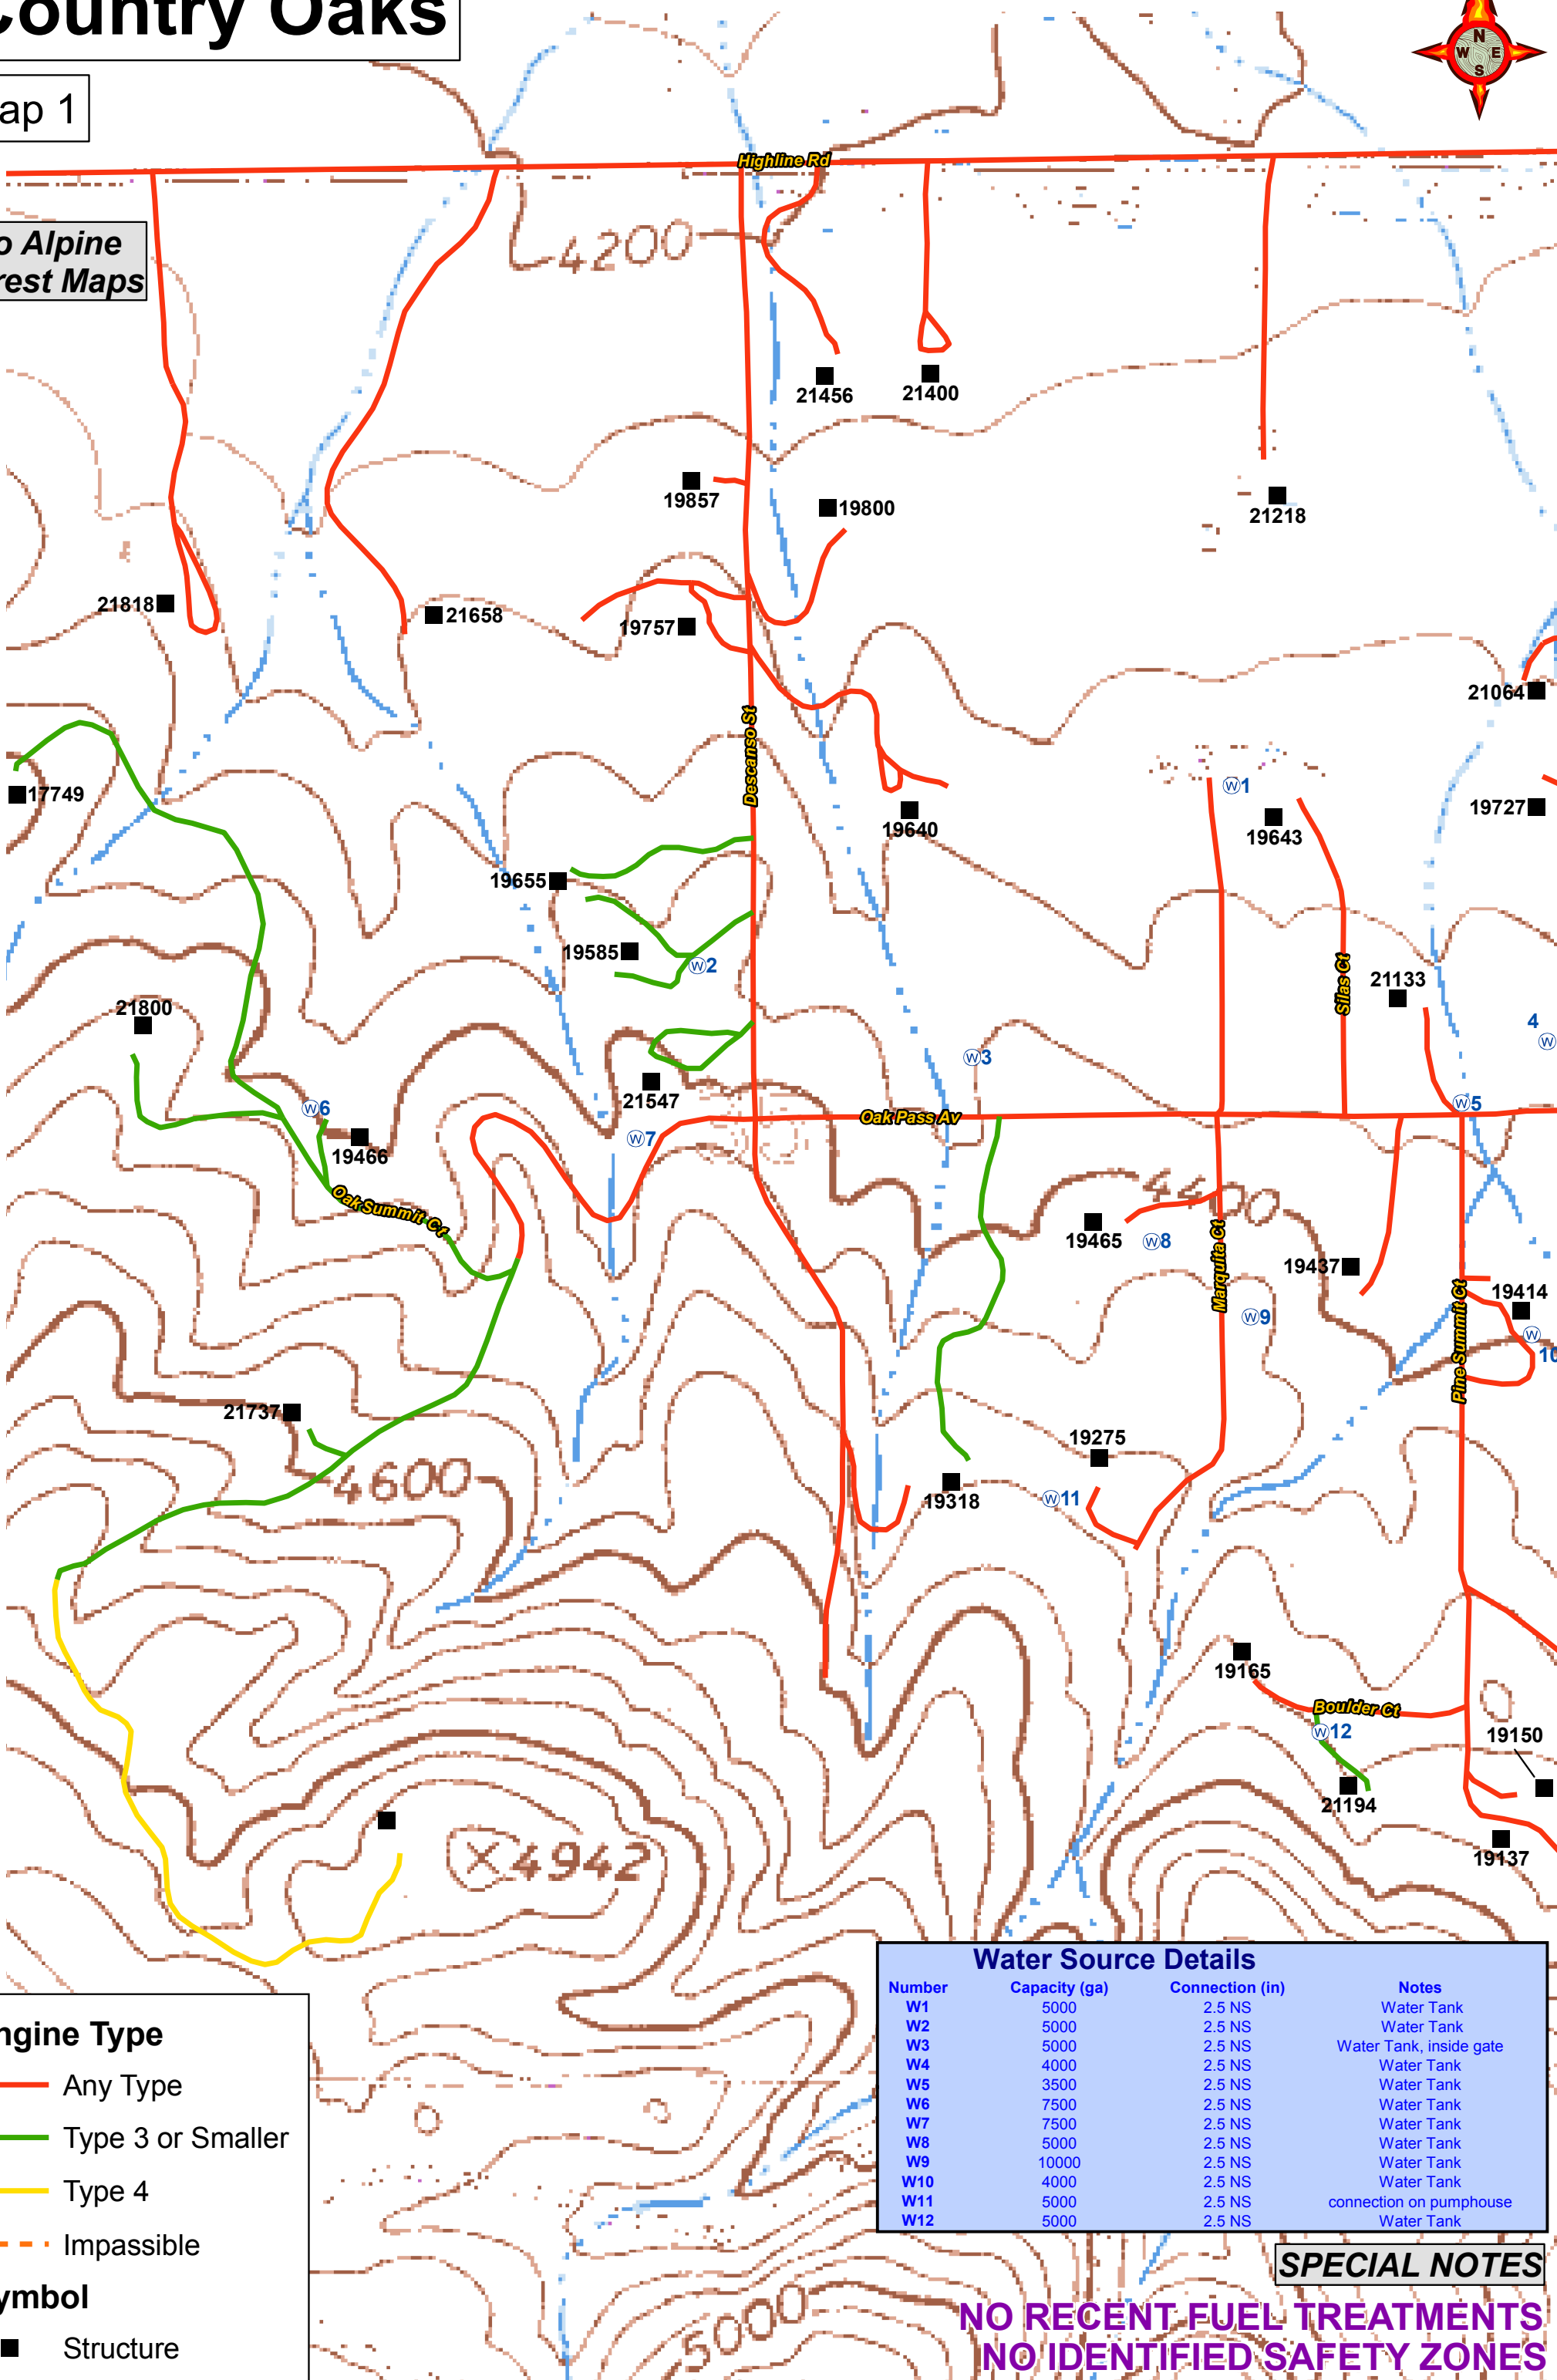 Country Oaks
ap 1
N
W E
S
Highline Rd
o Alpine
rest Maps
4200
21456
21400
19857
19800
21218
21818
21658
19757
21064
Descanso St
17749
W1
19727
19640
19643
19655
19585
W2
Silas Ct
21133
21800
4
W
W3
21547
W6
W5
Oak Pass Av
W7
19466
4400
Oak Summit Ct
19465
W8
Marquita Ct
19437
19414
W9
W
10
Pine Summit Ct
21737
19275
4600
19318
W11
19165
Boulder Ct
W12
19150
21194
4942
19137
Water Source Details
Number Capacity (ga) Connection (in) Notes
W1 5000 2.5 NS Water Tank
W2 5000 2.5 NS Water Tank
W3 5000 2.5 NS Water Tank, inside gate
W4 4000 2.5 NS Water Tank
W5 3500 2.5 NS Water Tank
W6 7500 2.5 NS Water Tank
W7 7500 2.5 NS Water Tank
W8 5000 2.5 NS Water Tank
W9 10000 2.5 NS Water Tank
W10 4000 2.5 NS Water Tank
W11 5000 2.5 NS connection on pumphouse
W12 5000 2.5 NS Water Tank
ngine Type
Any Type
Type 3 or Smaller
Type 4
Impassible
ymbol
Structure
5000
SPECIAL NOTES
NO RECENT FUEL TREATMENTS
NO IDENTIFIED SAFETY ZONES